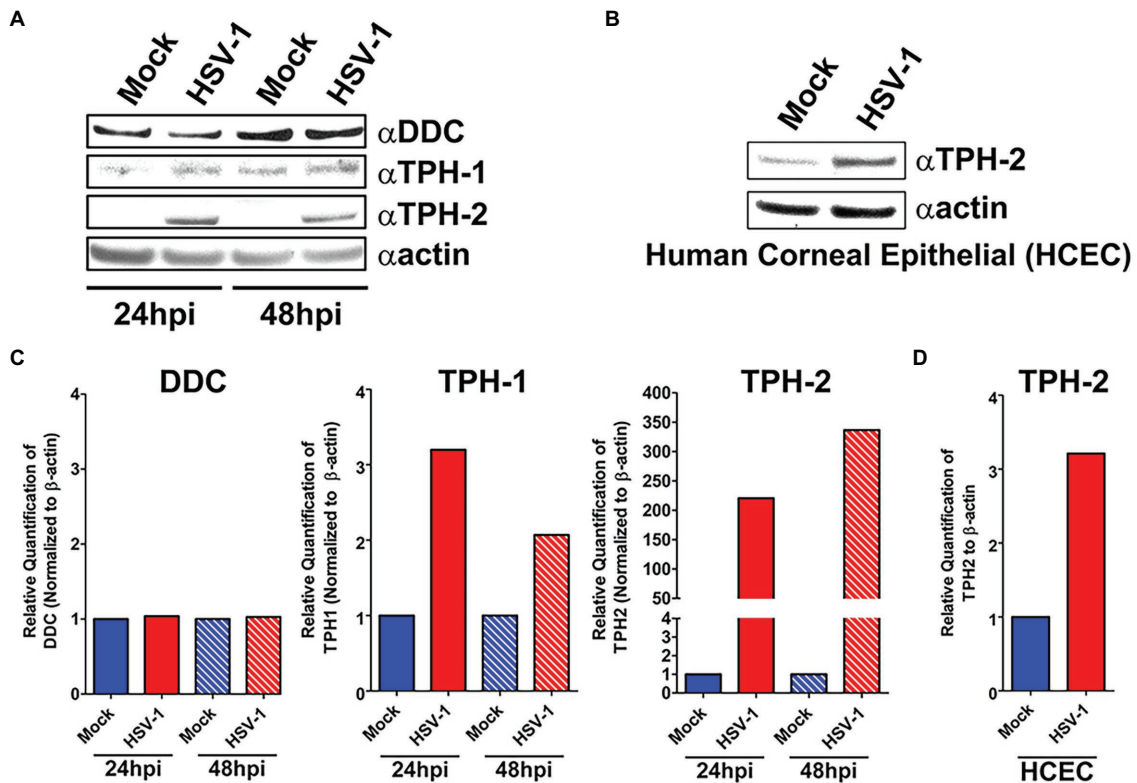 A
Mock
HSV-1
Mock
HSV-1
αDDC
αTPH-1
αTPH-2
αactin
24hpi
48hpi
B
Mock
HSV-1
αTPH-2
αactin
Human Corneal Epithelial (HCEC)
C
DDC
Relative Quantification of
DDC (Normalized to β-actin)
4
3
2
1
0
Mock
HSV-1
Mock
HSV-1
24hpi
48hpi
TPH-1
Relative Quantification of
TPH1 (Normalized to β-actin)
4
3
2
1
0
Mock
HSV-1
Mock
HSV-1
24hpi
48hpi
TPH-2
Relative Quantification of
TPH2 (Normalized to β-actin)
400
350
300
250
200
150
100
50
4
3
2
1
0
Mock
HSV-1
Mock
HSV-1
24hpi
48hpi
D
TPH-2
Relative Quantification of
TPH2 to β-actin
4
3
2
1
0
Mock
HSV-1
HCEC